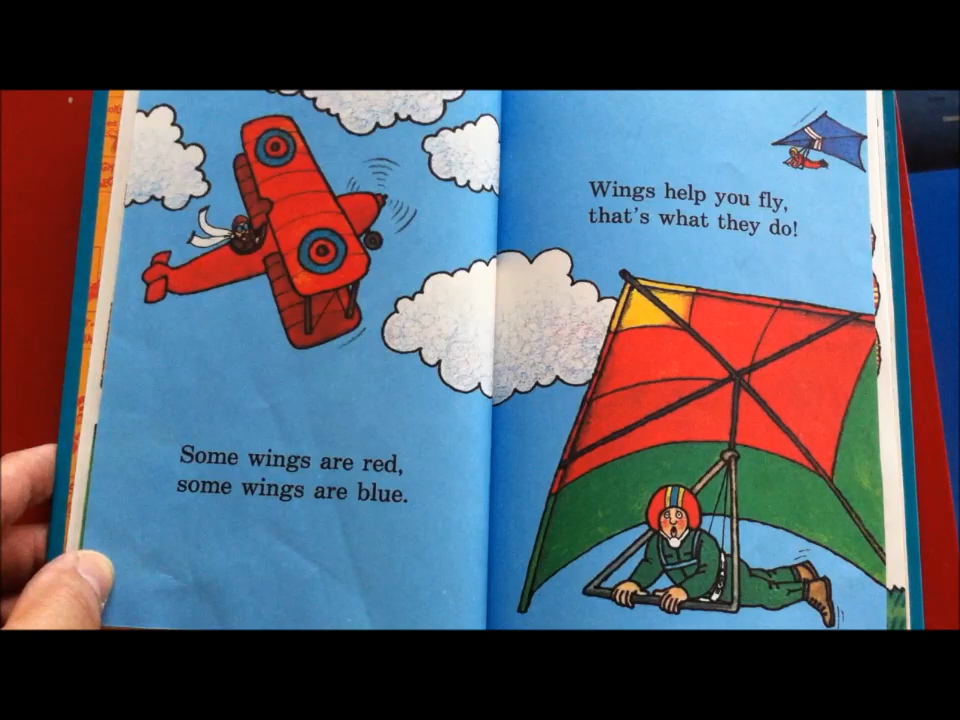 Some wings are red,
some wings are blue.
Wings help you fly,
that's what they do!